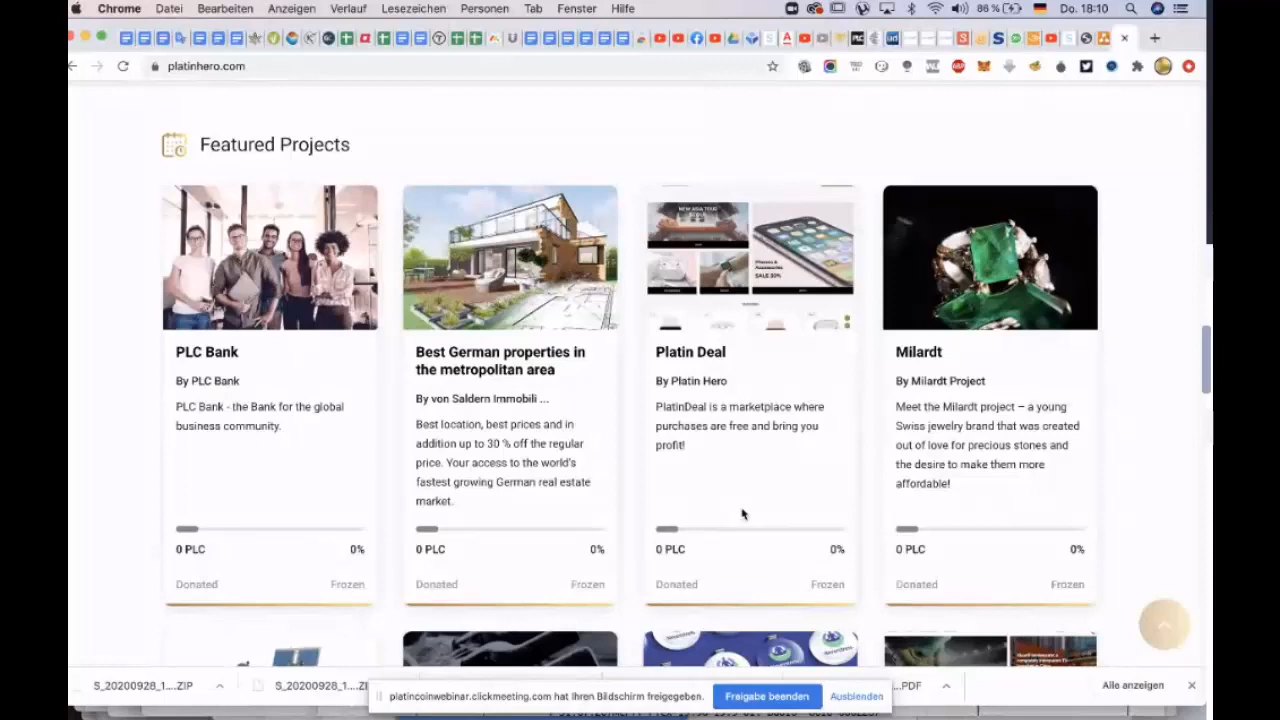 Chrome Datei Bearbeiten Anzeigen Verlauf Lesezeichen Personen Tab Fenster Hilfe 86 % Do. 18:10
platinhero.com
Featured Projects
PLC Bank
By PLC Bank
PLC Bank - the Bank for the global
business community.
0 PLC 0%
Donated Frozen
Best German properties in
the metropolitan area
By von Saldern Immobili ...
Best location, best prices and in
addition up to 30 % off the regular
price. Your access to the world's
fastest growing German real estate
market.
0 PLC 0%
Donated Frozen
SALE 30%
Platin Deal
By Platin Hero
PlatinDeal is a marketplace where
purchases are free and bring you
profit!
0 PLC 0%
Donated Frozen
Milardt
By Milardt Project
Meet the Milardt project – a young
Swiss jewelry brand that was created
out of love for precious stones and
the desire to make them more
affordable!
0 PLC 0%
Donated Frozen
S_20200928_1....ZIP
S_20200928_1....ZI
.PDF
Alle anzeigen
platincoinwebinar.clickmeeting.com hat Ihren Bildschirm freigegeben.
Freigabe beenden
Ausblenden